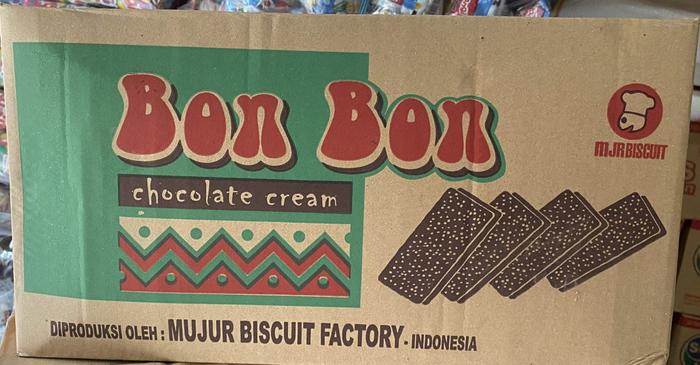 Bon Bon
MJR BISCUIT
chocolate cream
DIPRODUKSI OLEH : MUJUR BISCUIT FACTORY - INDONESIA